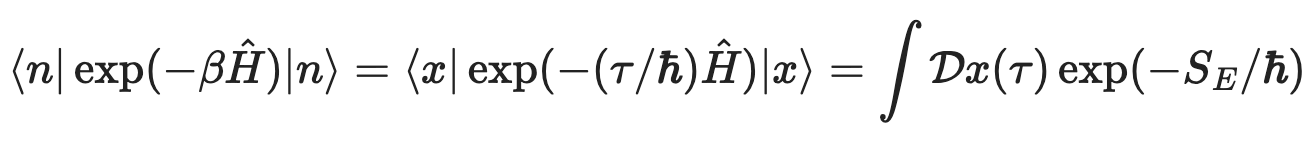 ⟨n| exp(−βĤ)|n⟩ = ⟨x| exp(−(τ/ħ)Ĥ)|x⟩ = ∫ 𝒟x(τ) exp(−S_E/ħ)